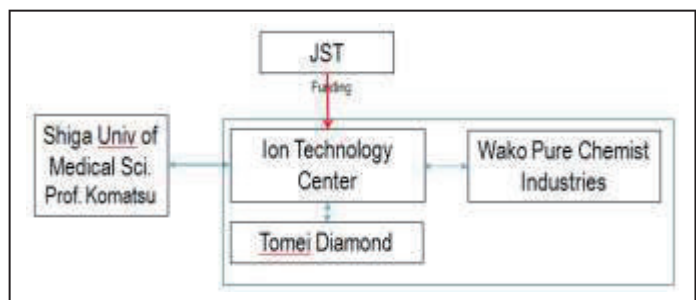 JST
Funding
Shiga Univ of
Medical Sci.
Prof. Komatsu
Ion Technology
Center
Wako Pure Chemist
Industries
Tomei Diamond